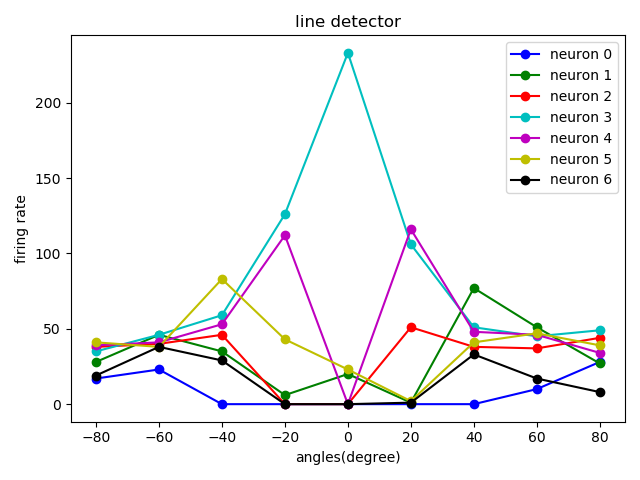 line detector
firing rate
200
150
100
50
0
−80 −60 −40 −20 0 20 40 60 80
angles(degree)
neuron 0
neuron 1
neuron 2
neuron 3
neuron 4
neuron 5
neuron 6